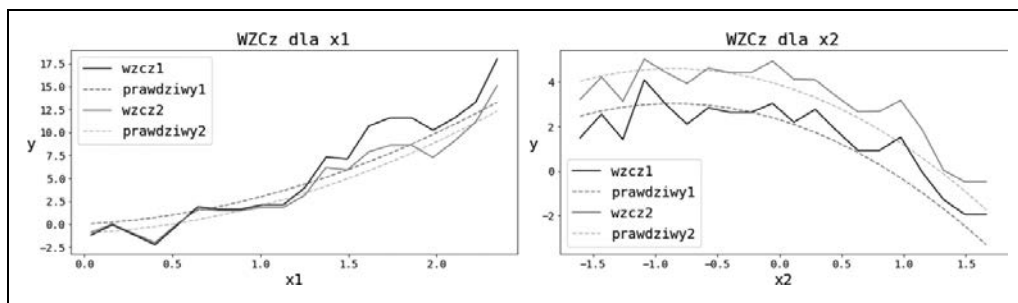 WZCz dla x1
17.5
15.0
12.5
10.0
7.5
5.0
2.5
0.0
−2.5
y
wzcz1
prawdziwy1
wzcz2
prawdziwy2
0.0 0.5 1.0 1.5 2.0
x1
WZCz dla x2
4
2
0
−2
y
wzcz1
prawdziwy1
wzcz2
prawdziwy2
−1.5 −1.0 −0.5 0.0 0.5 1.0 1.5
x2